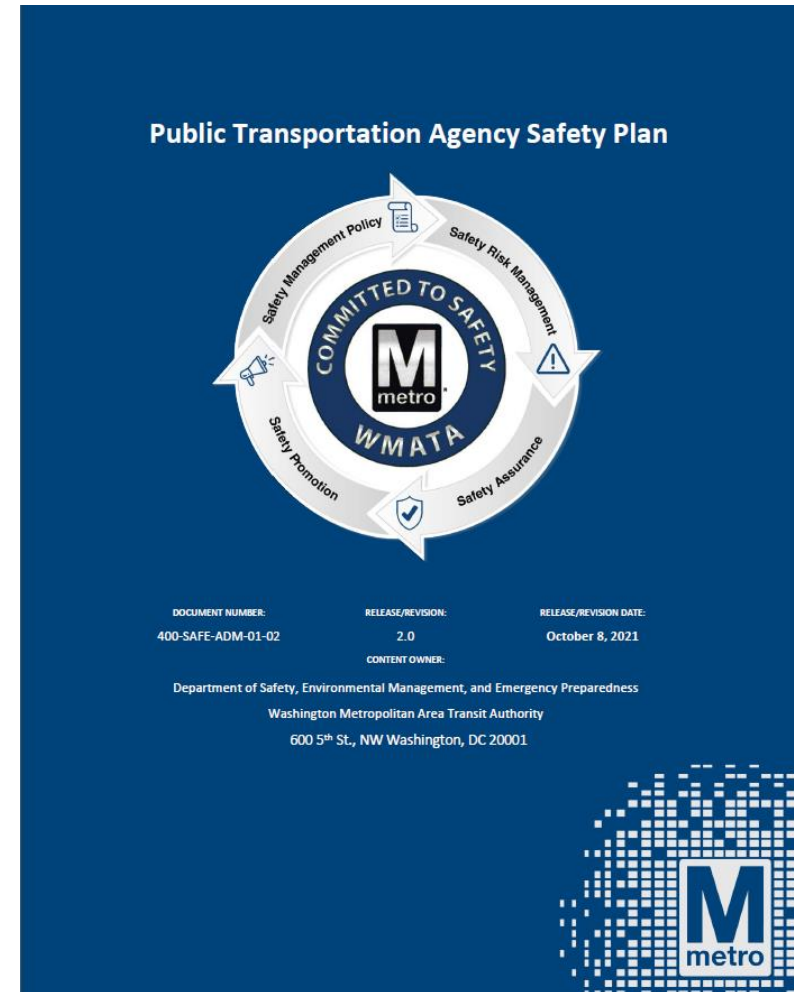 Public Transportation Agency Safety Plan
Safety Management Policy
Safety Risk Management
COMMITTED TO SAFETY
M
metro
WMATA
Safety Promotion
Safety Assurance
DOCUMENT NUMBER:
RELEASE/REVISION:
RELEASE/REVISION DATE:
400-SAFE-ADM-01-02
2.0
October 8, 2021
CONTENT OWNER:
Department of Safety, Environmental Management, and Emergency Preparedness
Washington Metropolitan Area Transit Authority
600 5th St., NW Washington, DC 20001
M
metro